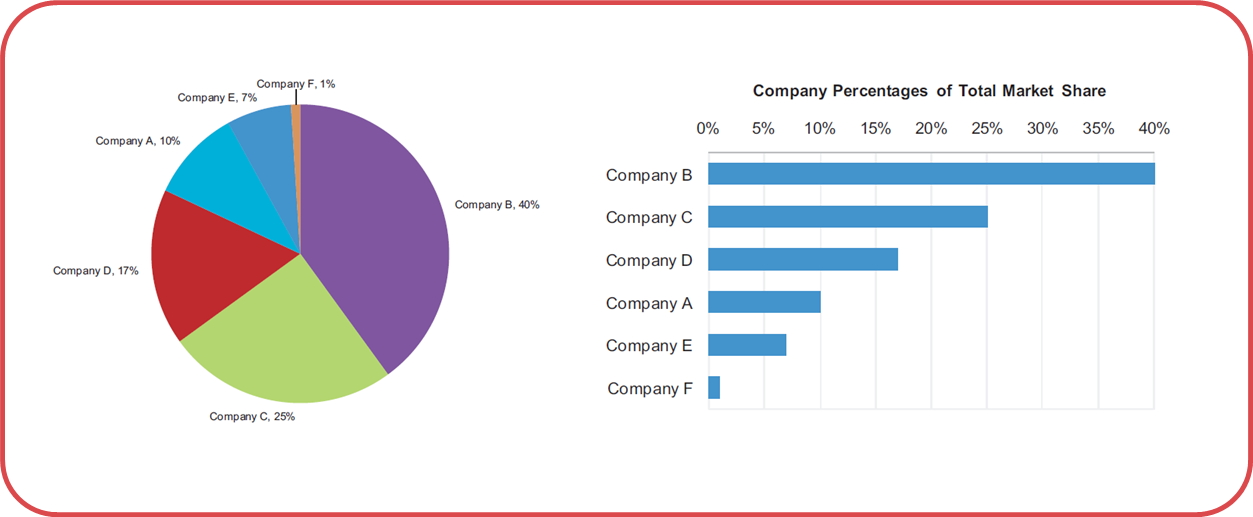 Company F, 1%
Company E, 7%
Company A, 10%
Company B, 40%
Company D, 17%
Company C, 25%
Company Percentages of Total Market Share
0% 5% 10% 15% 20% 25% 30% 35% 40%
Company B
Company C
Company D
Company A
Company E
Company F